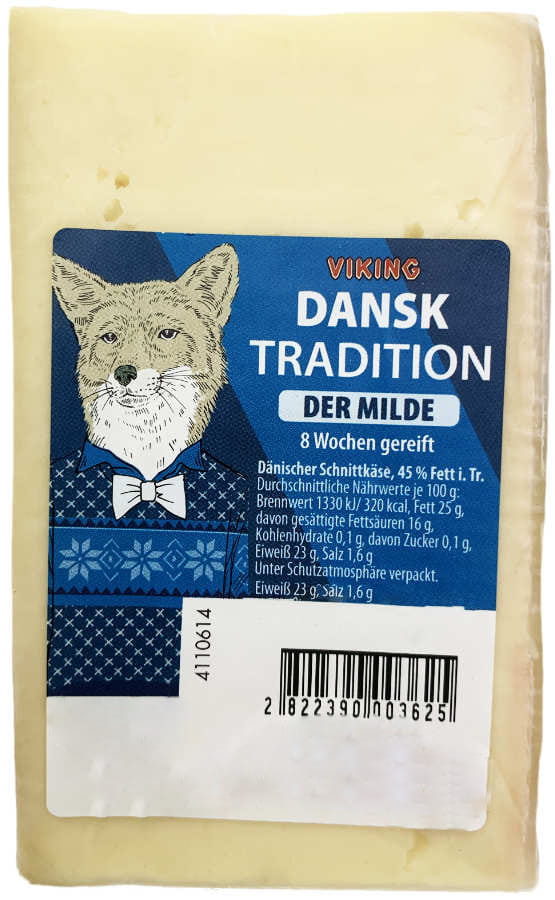 VIKING
DANSK
TRADITION
DER MILDE
8 Wochen gereift
Dänischer Schnittkäse, 45 % Fett i. Tr.
Durchschnittliche Nährwerte je 100 g:
Brennwert 1330 kJ/ 320 kcal, Fett 25 g,
davon gesättigte Fettsäuren 16 g,
Kohlenhydrate 0,1 g, davon Zucker 0,1 g,
Eiweiß 23 g, Salz 1,6 g
Unter Schutzatmosphäre verpackt.
Eiweiß 23 g, Salz 1,6 g
4110614
2 822390 003625